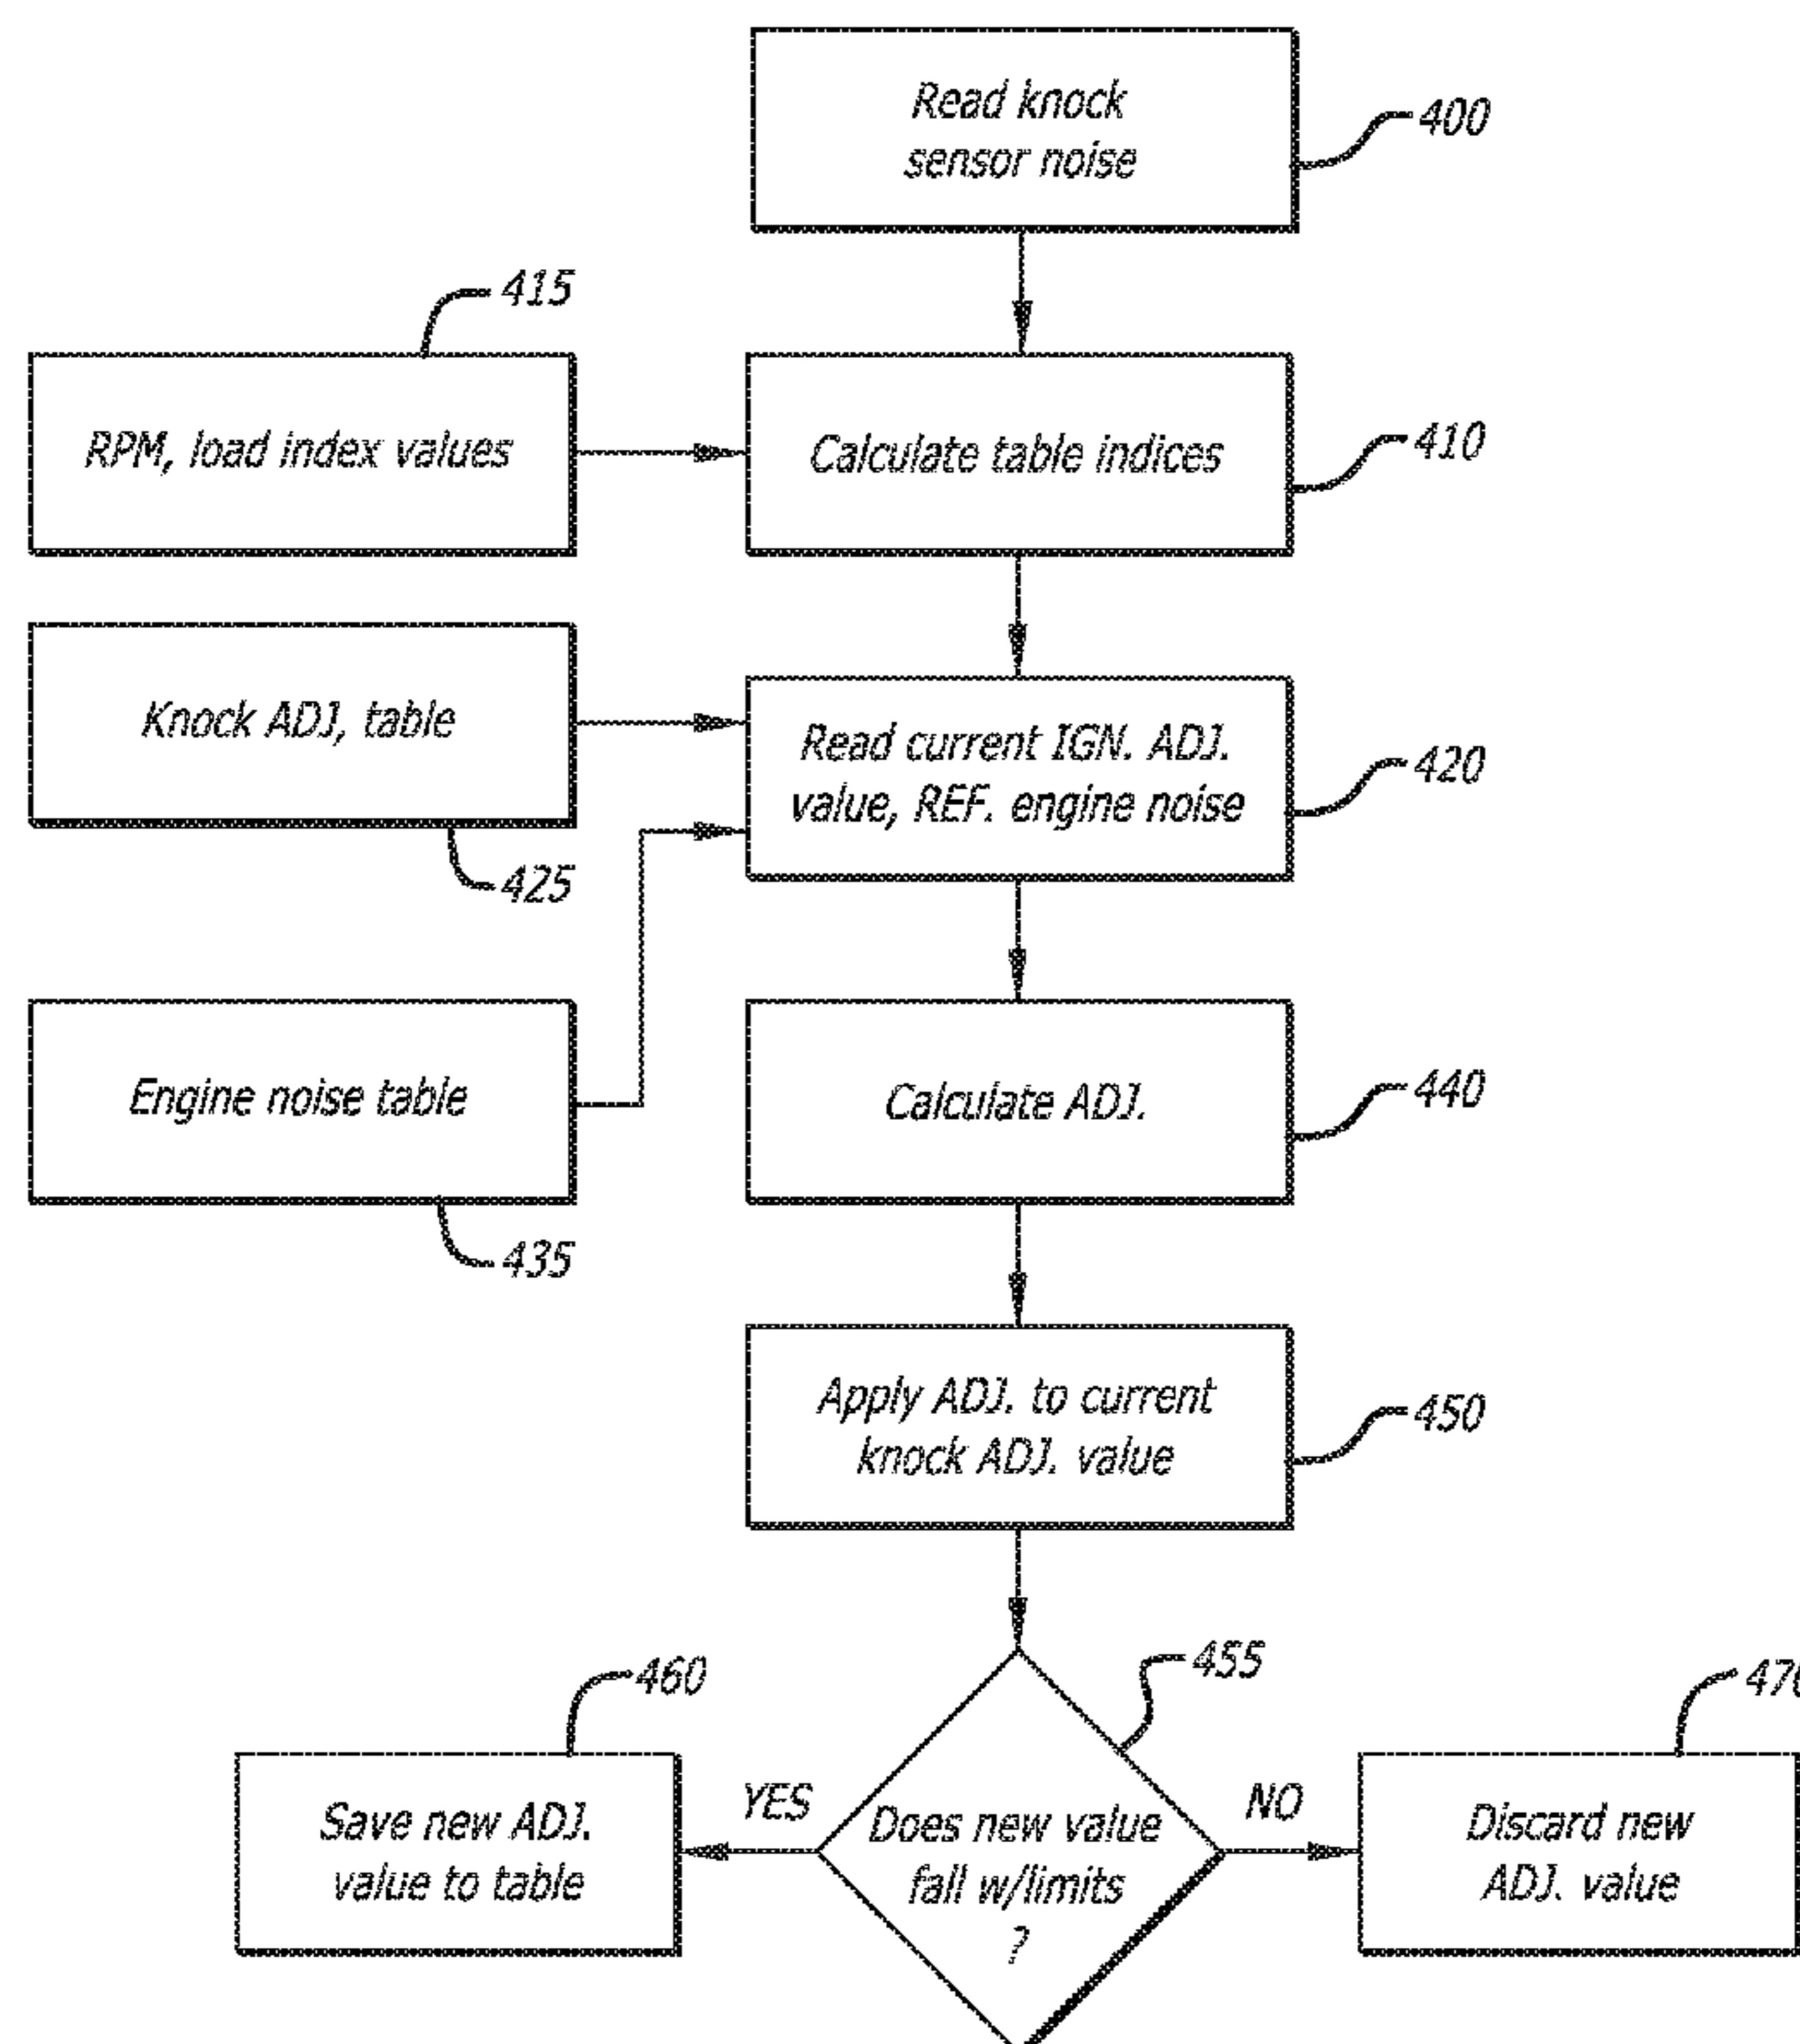 Read knock
sensor noise
400
415
RPM, load index values
Calculate table indices
410
Knock ADJ, table
425
Read current IGN. ADJ.
value, REF. engine noise
420
Engine noise table
435
Calculate ADJ.
440
Apply ADJ. to current
knock ADJ. value
450
455
460
Save new ADJ.
value to table
YES
Does new value
fall w/limits
?
NO
Discard new
ADJ. value